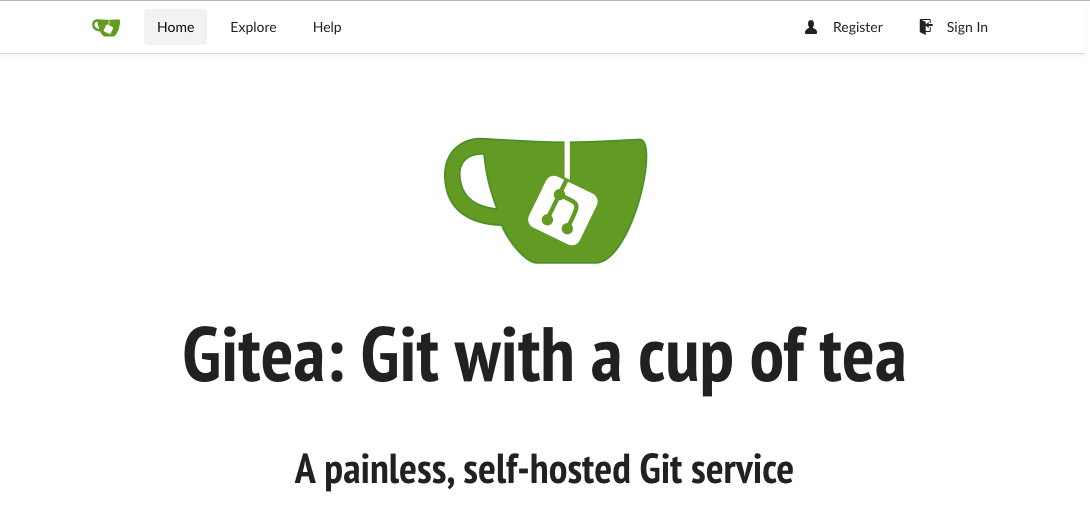 Home Explore Help Register Sign In
Gitea: Git with a cup of tea
A painless, self-hosted Git service